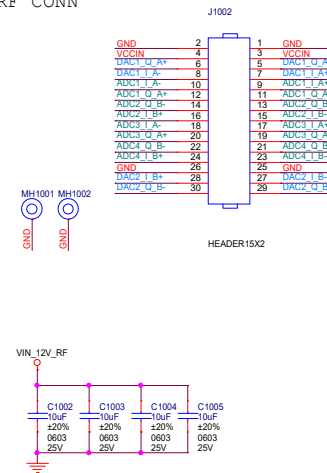 RF CONN
J1002
GND 2 1 GND
VCCIN 4 3 VCCIN
DAC1_Q_A+ 6 5 DAC1_Q_A
DAC1_I_A- 8 7 DAC1_I_A+
ADC1_I_A- 10 9 ADC1_I_A+
ADC1_Q_A+ 12 11 ADC1_Q_A
ADC2_Q_B- 14 13 ADC2_Q_B
ADC2_I_B+ 16 15 ADC2_I_B-
ADC3_I_A- 18 17 ADC3_I_A+
ADC3_Q_A+ 20 19 ADC3_Q_A
ADC4_Q_B- 22 21 ADC4_Q_B
ADC4_I_B+ 24 23 ADC4_I_B-
GND 26 25 GND
DAC2_I_B+ 28 27 DAC2_I_B-
DAC2_Q_B- 30 29 DAC2_Q_B
MH1001 MH1002
GND GND
HEADER15X2
VIN_12V_RF
C1002 C1003 C1004 C1005
10uF 10uF 10uF 10uF
±20% ±20% ±20% ±20%
0603 0603 0603 0603
25V 25V 25V 25V